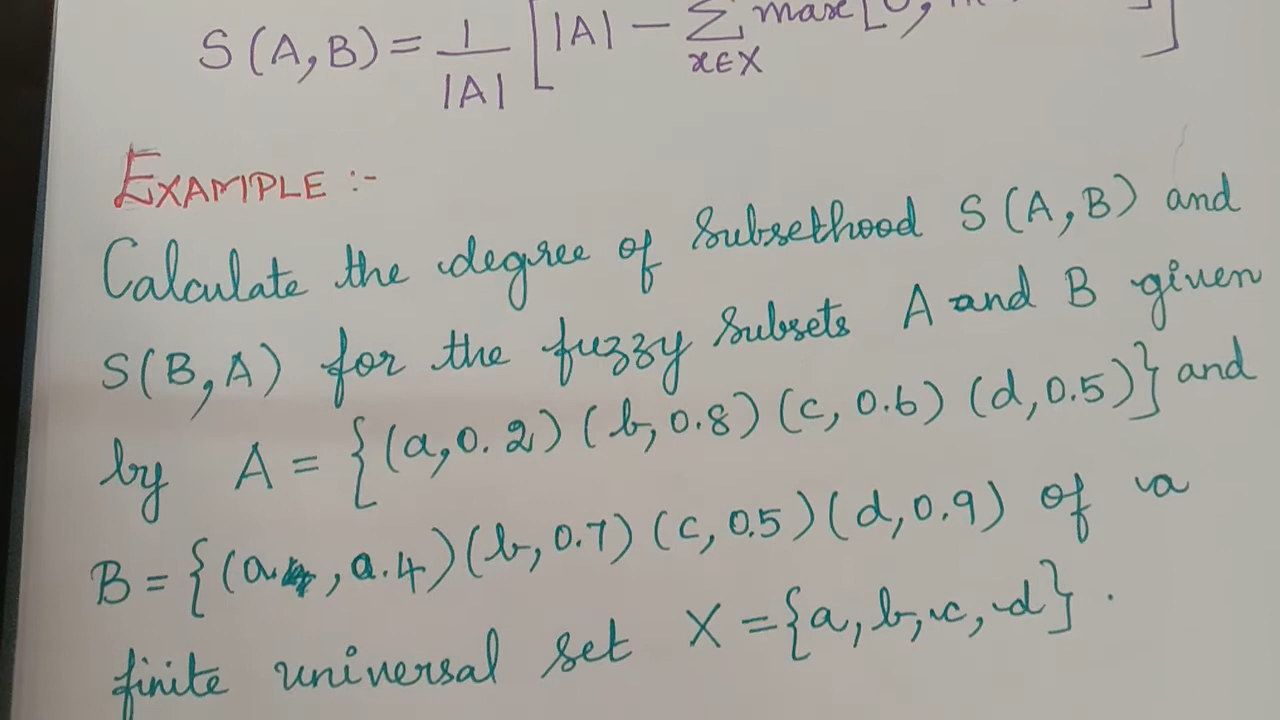 S(A,B) = 1/|A| [|A| - Σ x∈X max[0,
EXAMPLE :-
Calculate the degree of Subsethood S(A,B) and
S(B,A) for the fuzzy Subsets A and B given
by A = {(a,0.2) (b,0.8) (c,0.6) (d,0.5)} and
B = {(a, a.4) (b,0.7) (c,0.5) (d,0.9) of a
finite universal set X = {a,b,c,d}.